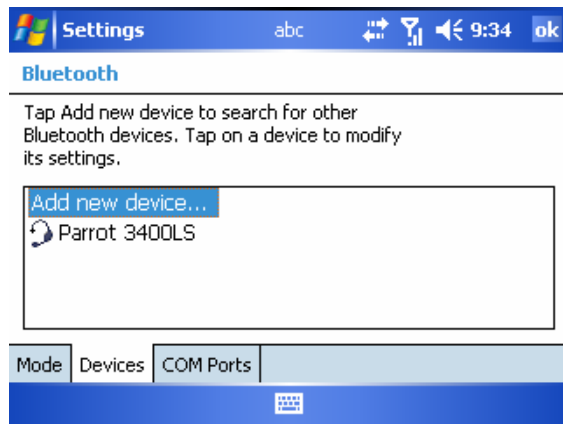 Settings abc 9:34 ok
Bluetooth
Tap Add new device to search for other
Bluetooth devices. Tap on a device to modify
its settings.
Add new device...
Parrot 3400LS
Mode Devices COM Ports